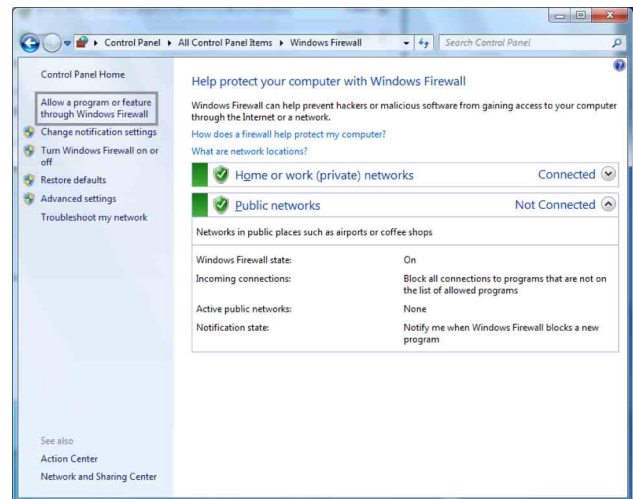 Control Panel ▸ All Control Panel Items ▸ Windows Firewall
Search Control Panel
Control Panel Home
Allow a program or feature
through Windows Firewall
Change notification settings
Turn Windows Firewall on or
off
Restore defaults
Advanced settings
Troubleshoot my network
See also
Action Center
Network and Sharing Center
Help protect your computer with Windows Firewall
Windows Firewall can help prevent hackers or malicious software from gaining access to your computer
through the Internet or a network.
How does a firewall help protect my computer?
What are network locations?
Home or work (private) networks Connected
Public networks Not Connected
Networks in public places such as airports or coffee shops
Windows Firewall state: On
Incoming connections: Block all connections to programs that are not on
the list of allowed programs
Active public networks: None
Notification state: Notify me when Windows Firewall blocks a new
program